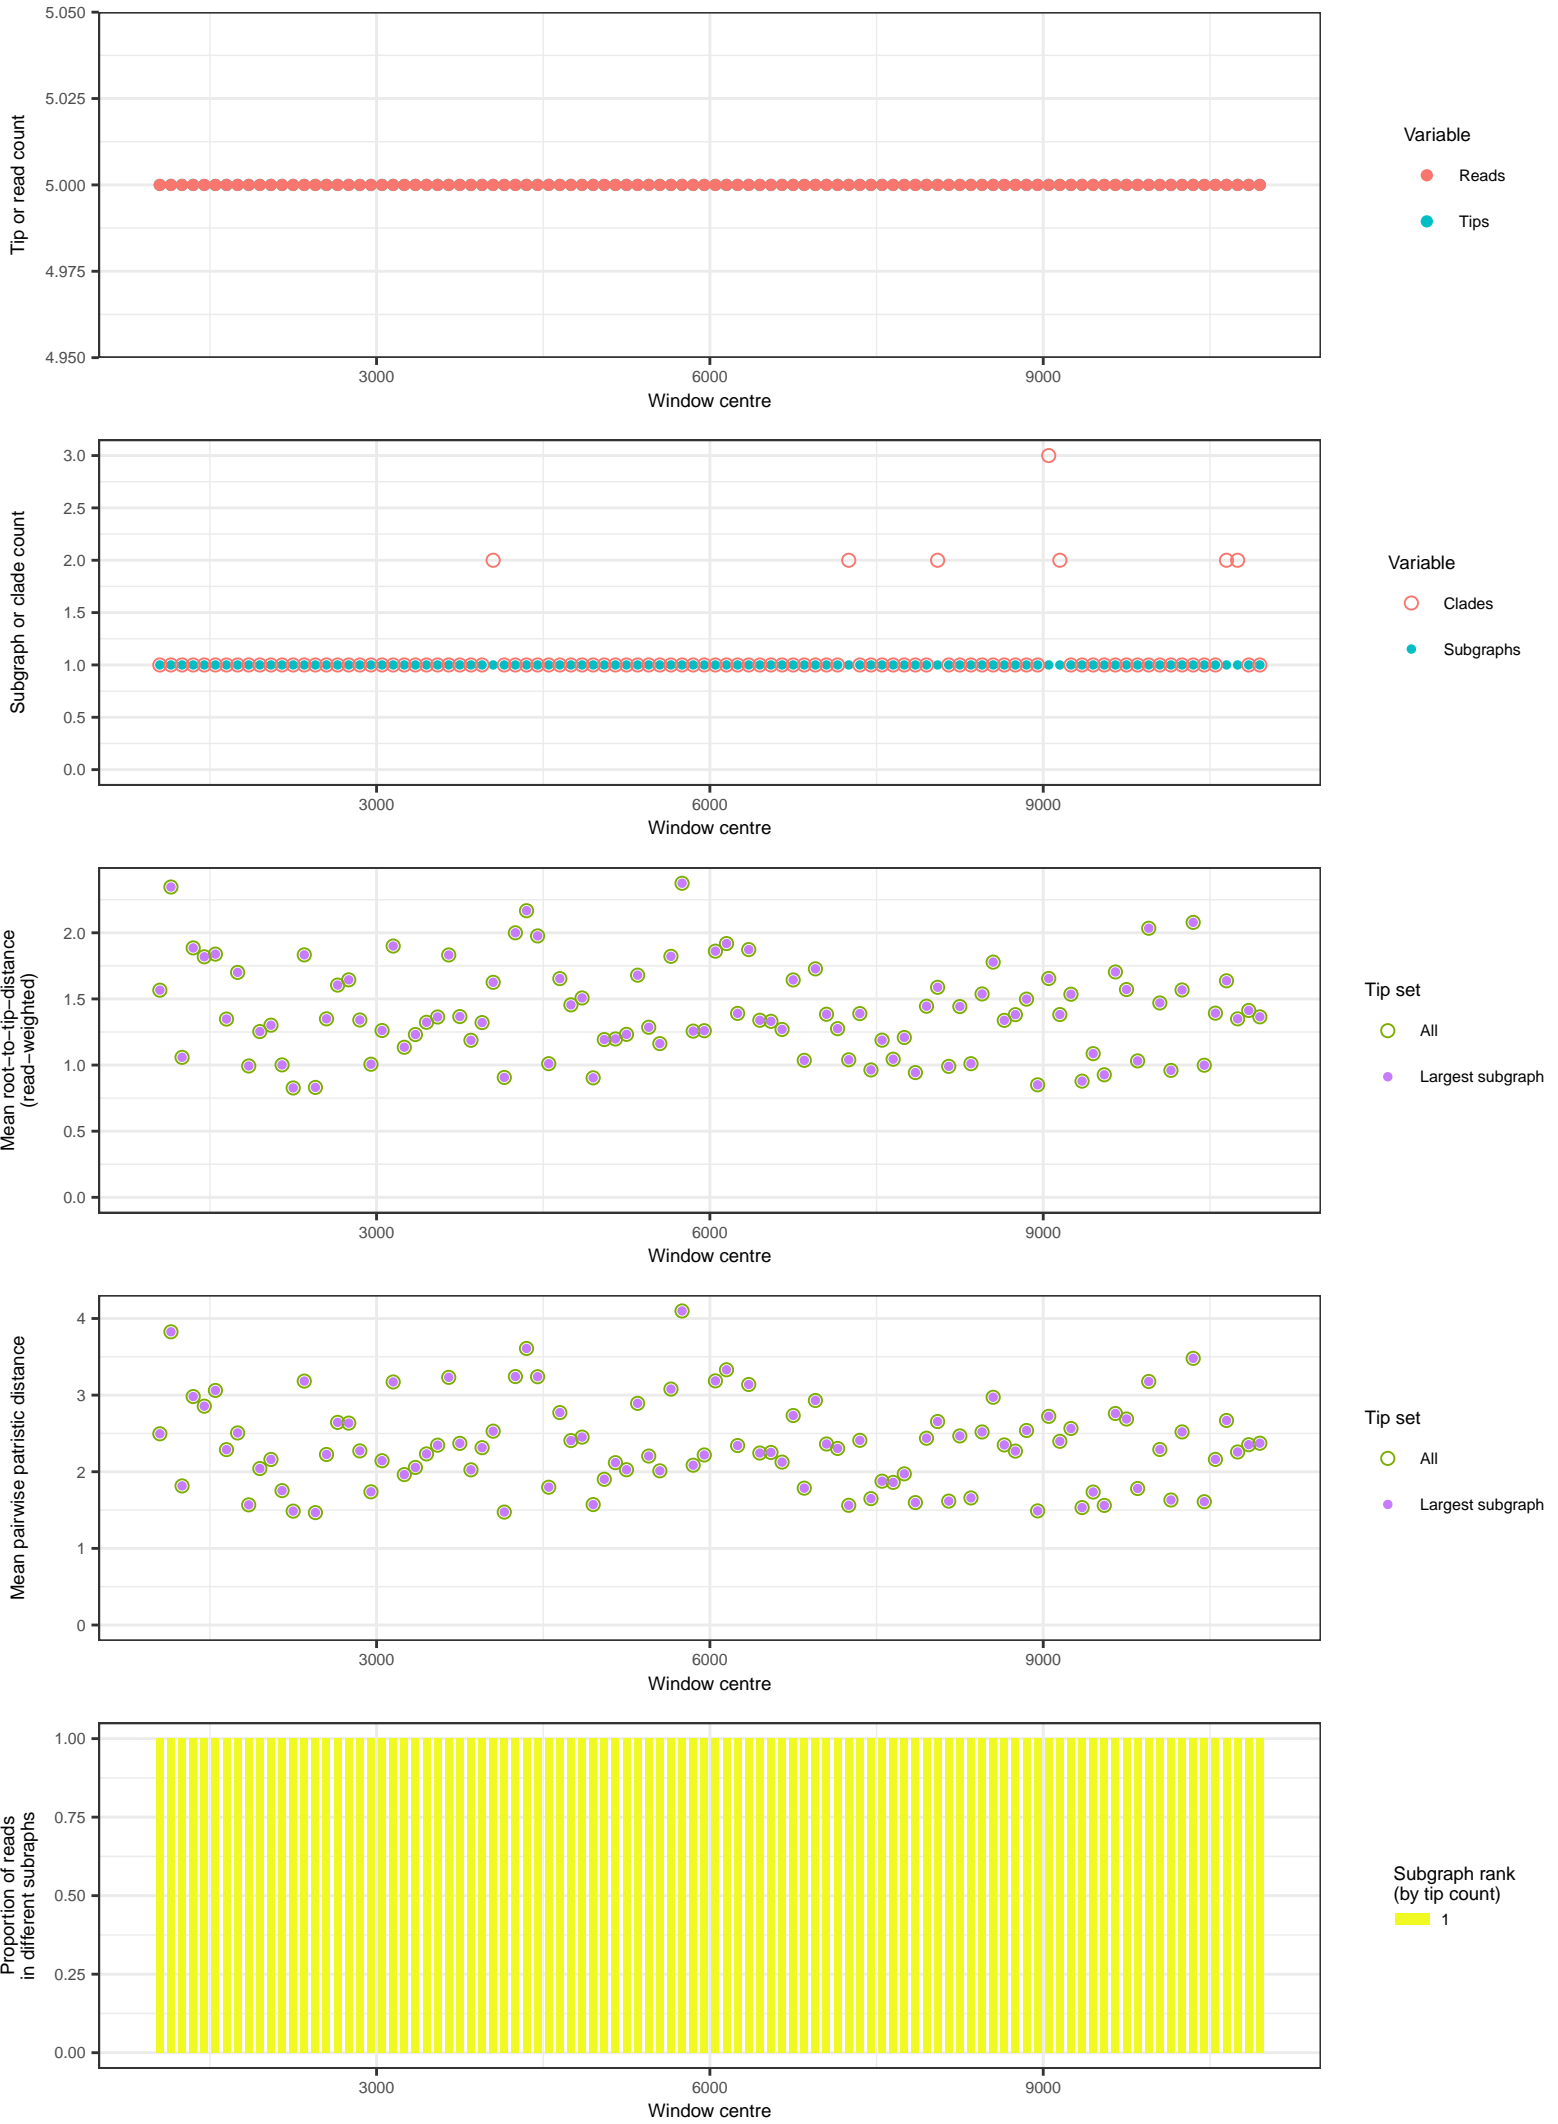 5.050
5.025
5.000
4.975
4.950
Tip or read count
3000
6000
9000
Window centre
Variable
Reads
Tips
3.0
2.5
2.0
1.5
1.0
0.5
0.0
Subgraph or clade count
3000
6000
9000
Window centre
Variable
Clades
Subgraphs
2.0
1.5
1.0
0.5
0.0
Mean root−to−tip−distance
(read−weighted)
3000
6000
9000
Window centre
Tip set
All
Largest subgraph
4
3
2
1
0
Mean pairwise patristic distance
3000
6000
9000
Window centre
Tip set
All
Largest subgraph
1.00
0.75
0.50
0.25
0.00
Proportion of reads
in different subraphs
3000
6000
9000
Window centre
Subgraph rank
(by tip count)
1